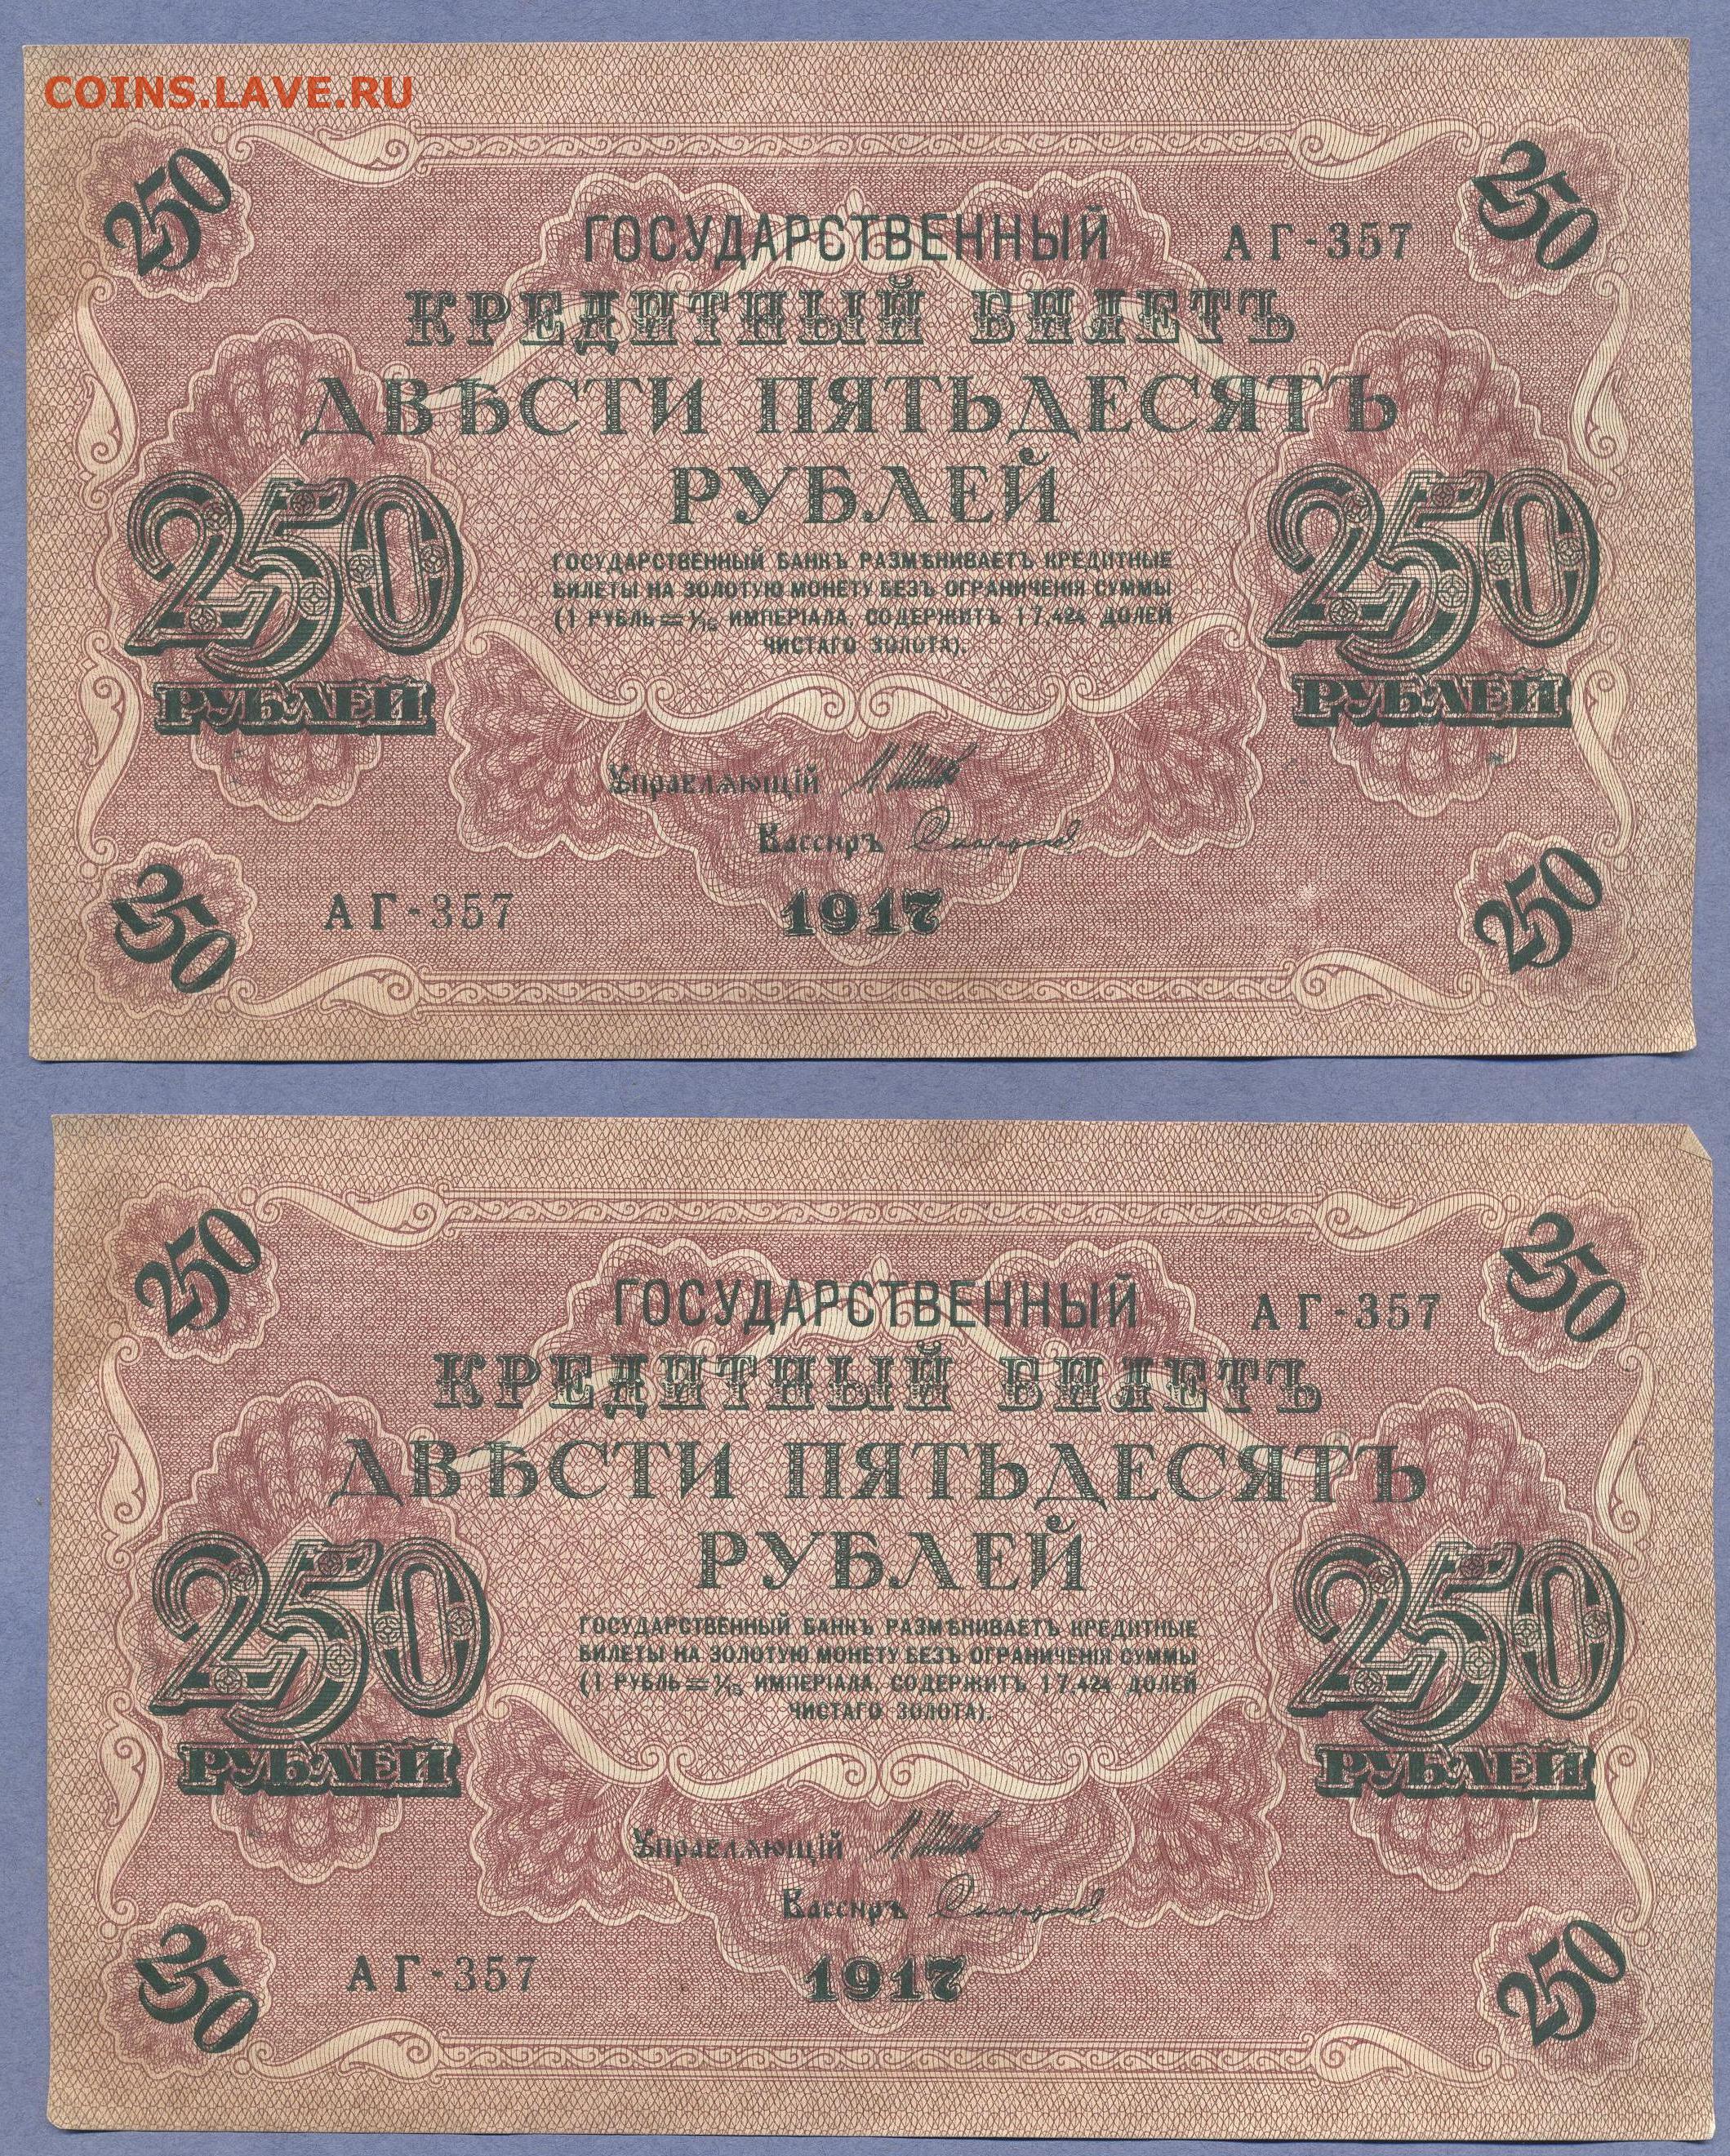 COINS.LAVE.RU
250
250
ГОСУДАРСТВЕННЫЙ
АГ-357
КРЕДИТНЫЙ БИЛЕТЪ
ДВѢСТИ ПЯТЬДЕСЯТЪ
РУБЛЕЙ
250
РУБЛЕЙ
ГОСУДАРСТВЕННЫЙ БАНКЪ РАЗМѢНИВАЕТЪ КРЕДИТНЫЕ
БИЛЕТЫ НА ЗОЛОТУЮ МОНЕТУ БЕЗЪ ОГРАНИЧЕНІЯ СУММЫ
(1 РУБЛЬ = 1/15 ИМПЕРІАЛА, СОДЕРЖИТЪ 17,424 ДОЛЕЙ
ЧИСТАГО ЗОЛОТА).
250
РУБЛЕЙ
Управляющій
Кассиръ
1917
250
АГ-357
250
250
250
ГОСУДАРСТВЕННЫЙ
АГ-357
КРЕДИТНЫЙ БИЛЕТЪ
ДВѢСТИ ПЯТЬДЕСЯТЪ
РУБЛЕЙ
250
РУБЛЕЙ
ГОСУДАРСТВЕННЫЙ БАНКЪ РАЗМѢНИВАЕТЪ КРЕДИТНЫЕ
БИЛЕТЫ НА ЗОЛОТУЮ МОНЕТУ БЕЗЪ ОГРАНИЧЕНІЯ СУММЫ
(1 РУБЛЬ = 1/15 ИМПЕРІАЛА, СОДЕРЖИТЪ 17,424 ДОЛЕЙ
ЧИСТАГО ЗОЛОТА).
250
РУБЛЕЙ
Управляющій
Кассиръ
1917
250
АГ-357
250